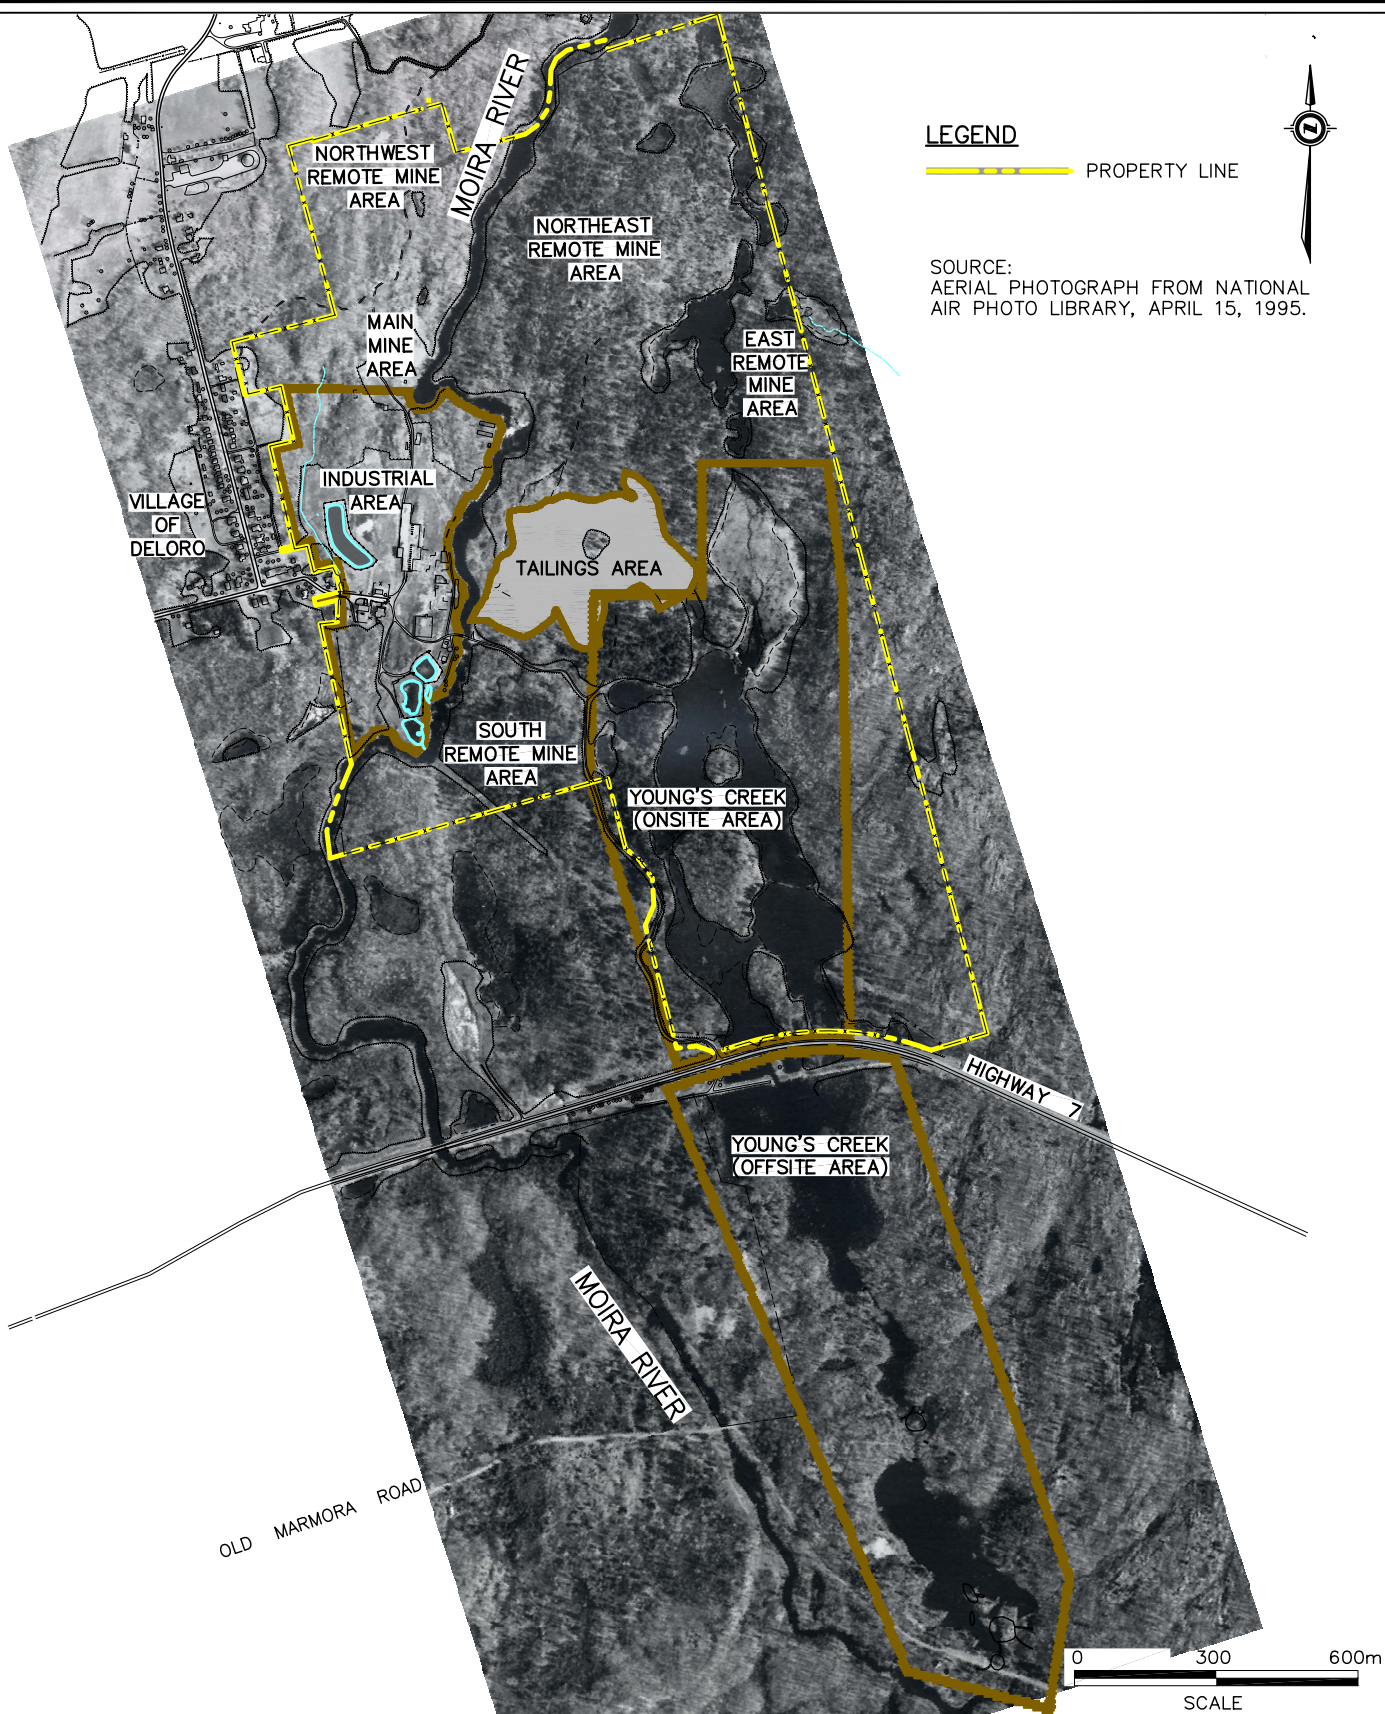 LEGEND
PROPERTY LINE
SOURCE:
AERIAL PHOTOGRAPH FROM NATIONAL
AIR PHOTO LIBRARY, APRIL 15, 1995.
N
MOIRA RIVER
NORTHWEST
REMOTE MINE
AREA
NORTHEAST
REMOTE MINE
AREA
MAIN
MINE
AREA
EAST
REMOTE
MINE
AREA
INDUSTRIAL
AREA
VILLAGE
OF
DELORO
TAILINGS AREA
SOUTH
REMOTE MINE
AREA
YOUNG'S CREEK
(ONSITE AREA)
HIGHWAY 7
YOUNG'S CREEK
(OFFSITE AREA)
MOIRA RIVER
OLD MARMORA ROAD
0 300 600m
SCALE